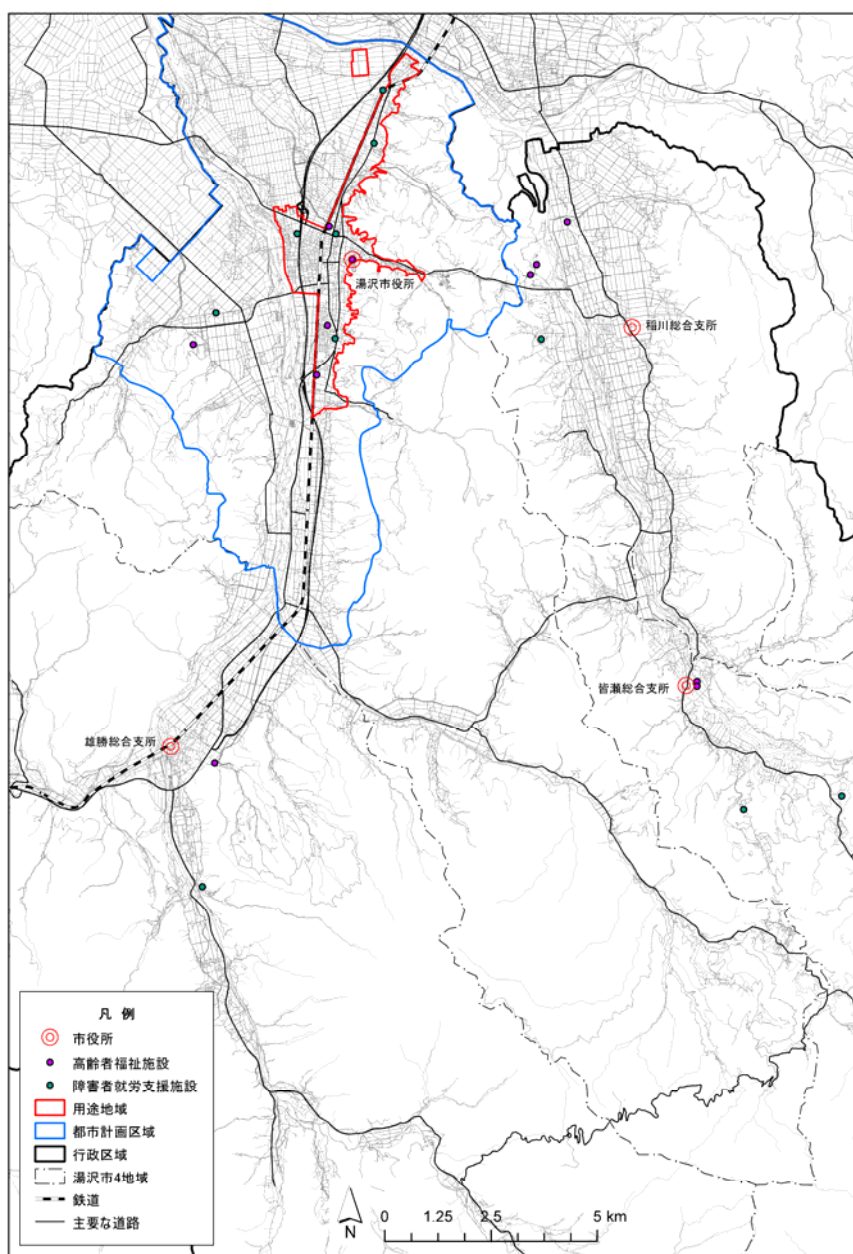 湯沢市役所
稲川総合支所
皆瀬総合支所
雄勝総合支所
凡 例
市役所
高齢者福祉施設
障害者就労支援施設
用途地域
都市計画区域
行政区域
湯沢市4地域
鉄道
主要な道路
N
0 1.25 2.5 5 km